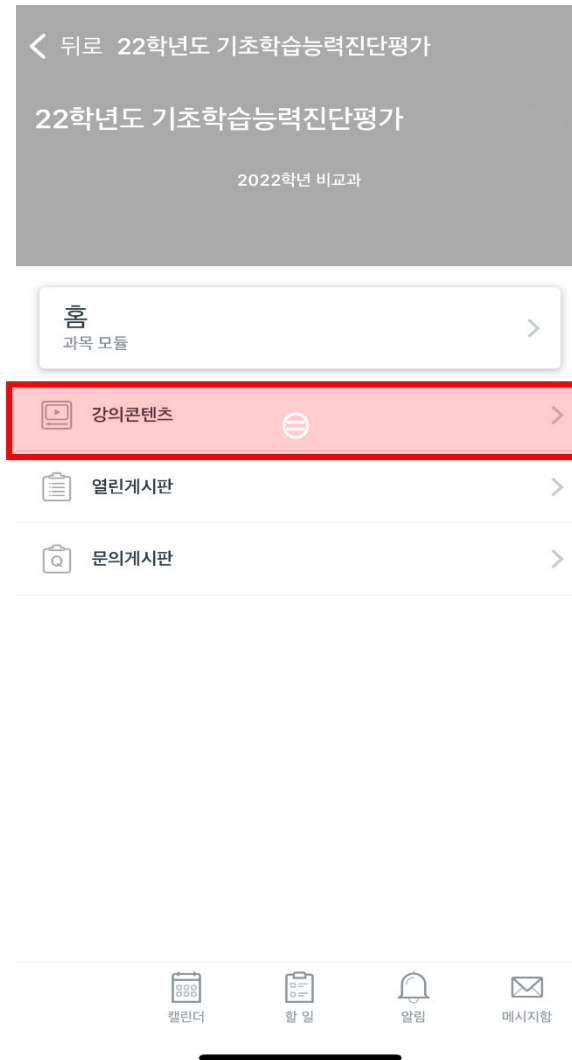 뒤로 22학년도 기초학습능력진단평가
22학년도 기초학습능력진단평가
2022학년 비교과
홈
과목 모듈
강의콘텐츠
열린게시판
Q 문의게시판
캘린더 할 일 알림 메시지함